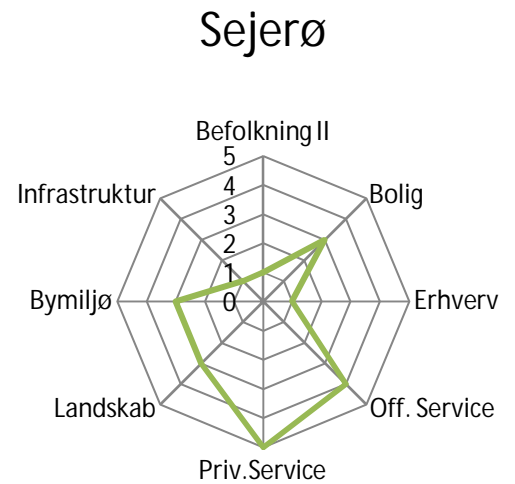 Sejerø
Befolkning II
5
Infrastruktur
4
Bolig
3
2
1
Bymiljø
0
Erhverv
Landskab
Off. Service
Priv.Service